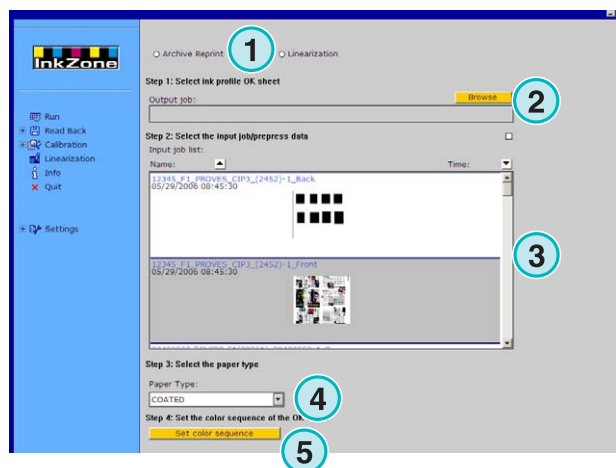 InkZone
Archive Reprint
1
Linearization
Step 1: Select ink profile OK sheet
Output job:
Browse
2
Run
Read Back
Calibration
Linearization
Info
Quit
Settings
Step 2: Select the input job/prepress data
Input job list:
Name:
Time:
12345_F1_PROVES_CIP3_(2452)-1_Back
05/29/2006 08:45:30
12345_F1_PROVES_CIP3_(2452)-1_Front
05/29/2006 08:45:30
3
Step 3: Select the paper type
Paper Type:
COATED
4
Step 4: Set the color sequence of the OK
Set color sequence
5